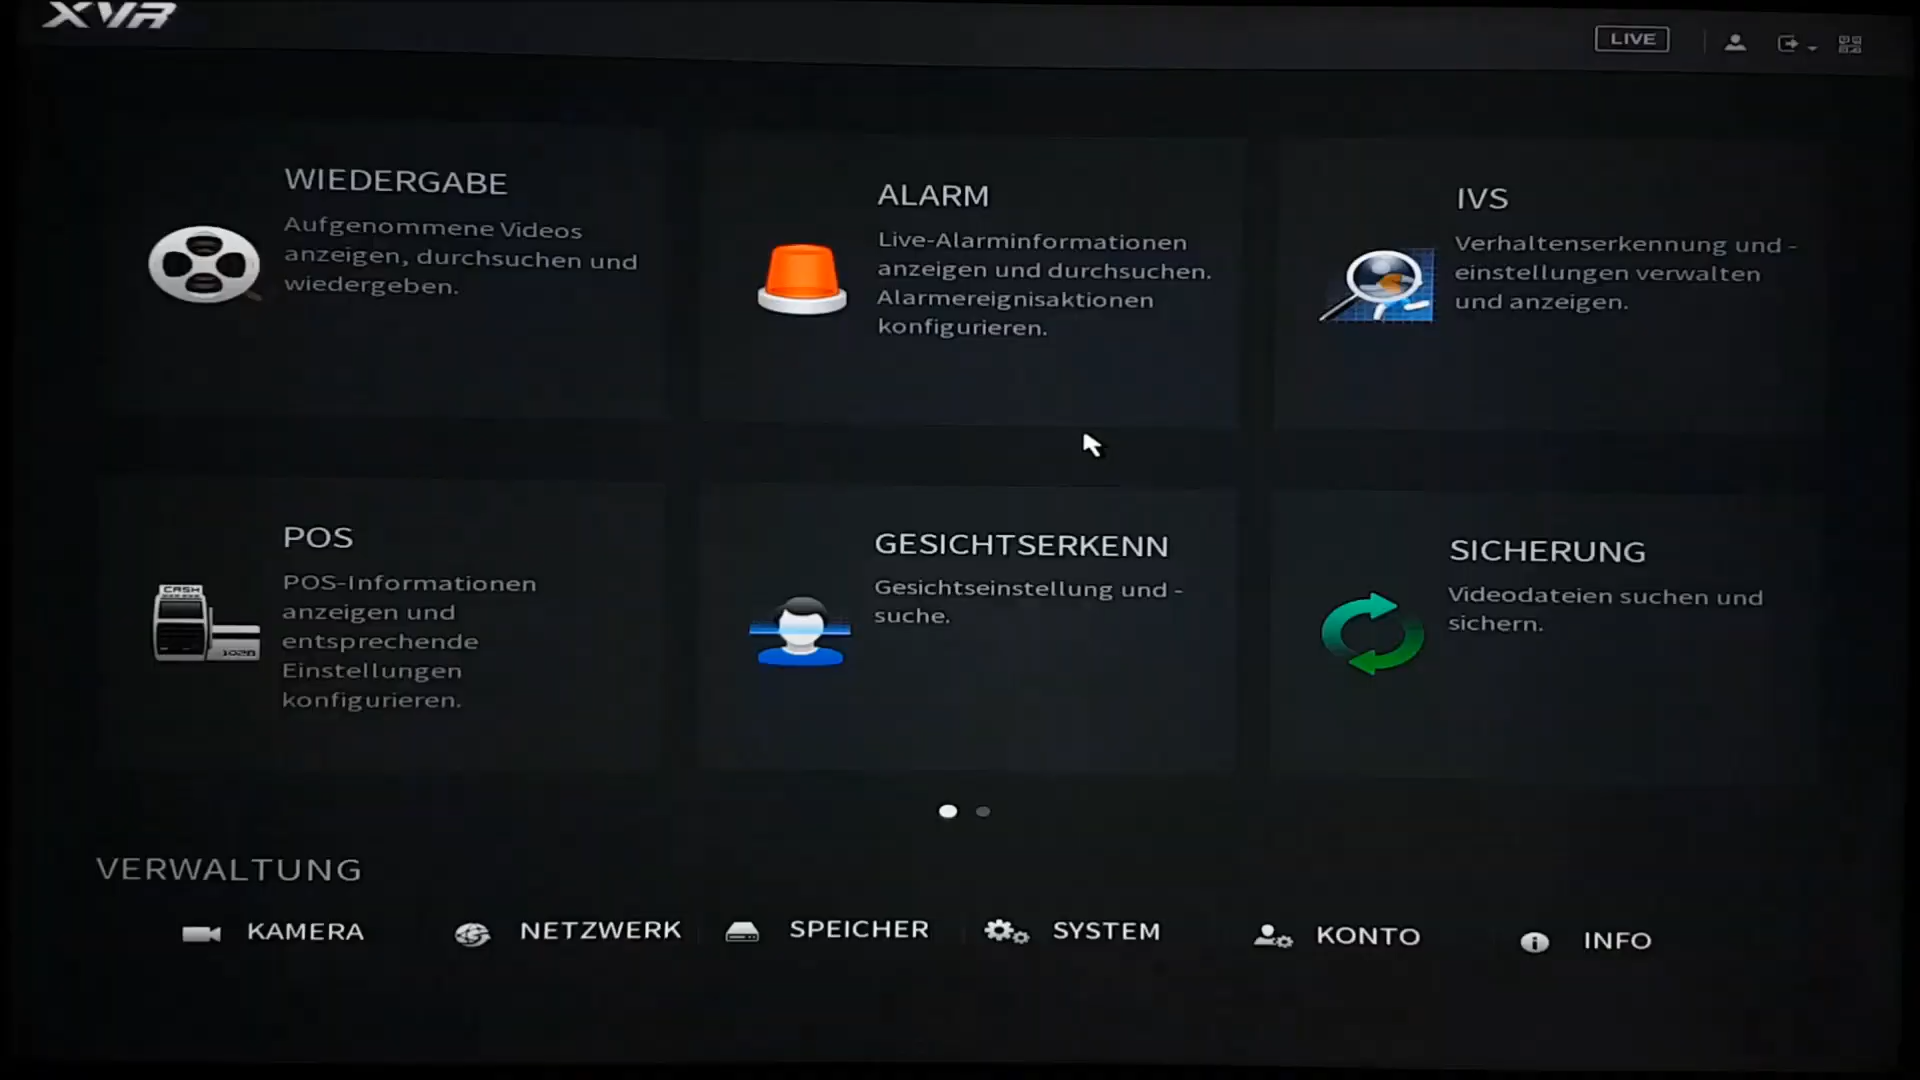 XVR
LIVE
WIEDERGABE
Aufgenommene Videos
anzeigen, durchsuchen und
wiedergeben.
ALARM
Live-Alarminformationen
anzeigen und durchsuchen.
Alarmereignisaktionen
konfigurieren.
IVS
Verhaltenserkennung und -
einstellungen verwalten
und anzeigen.
POS
POS-Informationen
anzeigen und
entsprechende
Einstellungen
konfigurieren.
CASH
1028
GESICHTSERKENN
Gesichtseinstellung und -
suche.
SICHERUNG
Videodateien suchen und
sichern.
VERWALTUNG
KAMERA
NETZWERK
SPEICHER
SYSTEM
KONTO
INFO